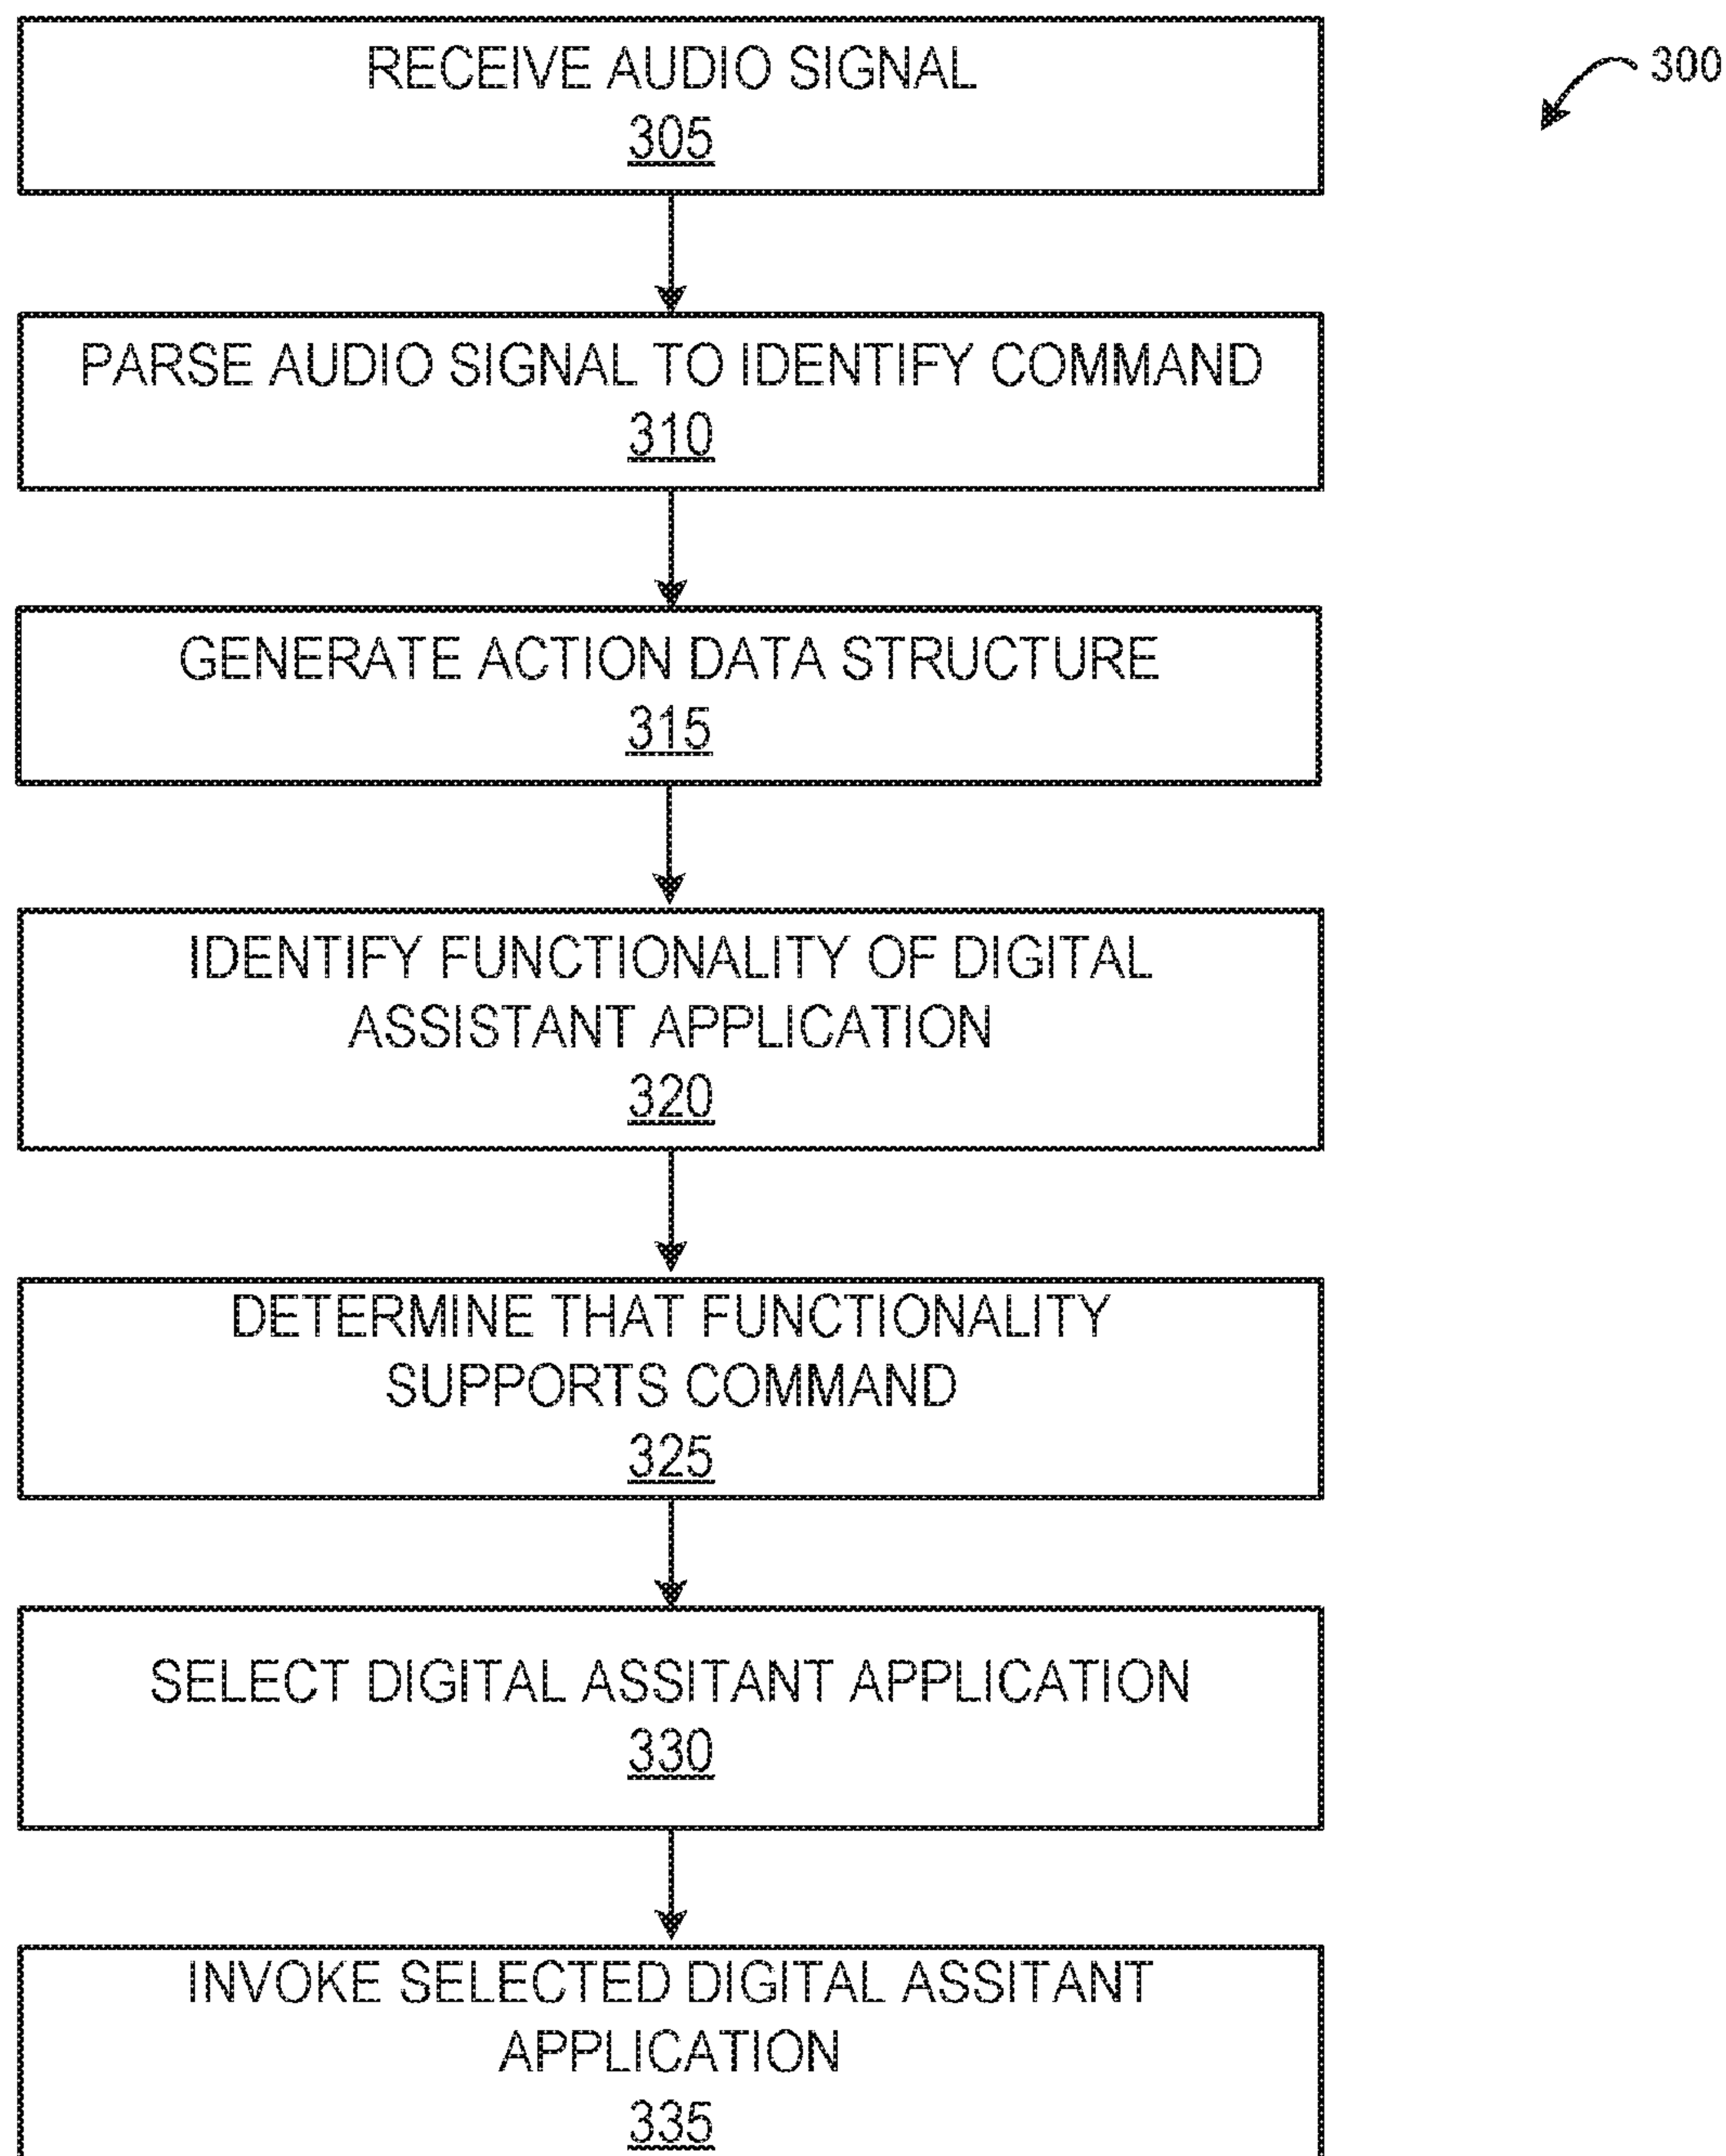 RECEIVE AUDIO SIGNAL
305
300
PARSE AUDIO SIGNAL TO IDENTIFY COMMAND
310
GENERATE ACTION DATA STRUCTURE
315
IDENTIFY FUNCTIONALITY OF DIGITAL
ASSISTANT APPLICATION
320
DETERMINE THAT FUNCTIONALITY
SUPPORTS COMMAND
325
SELECT DIGITAL ASSITANT APPLICATION
330
INVOKE SELECTED DIGITAL ASSITANT
APPLICATION
335